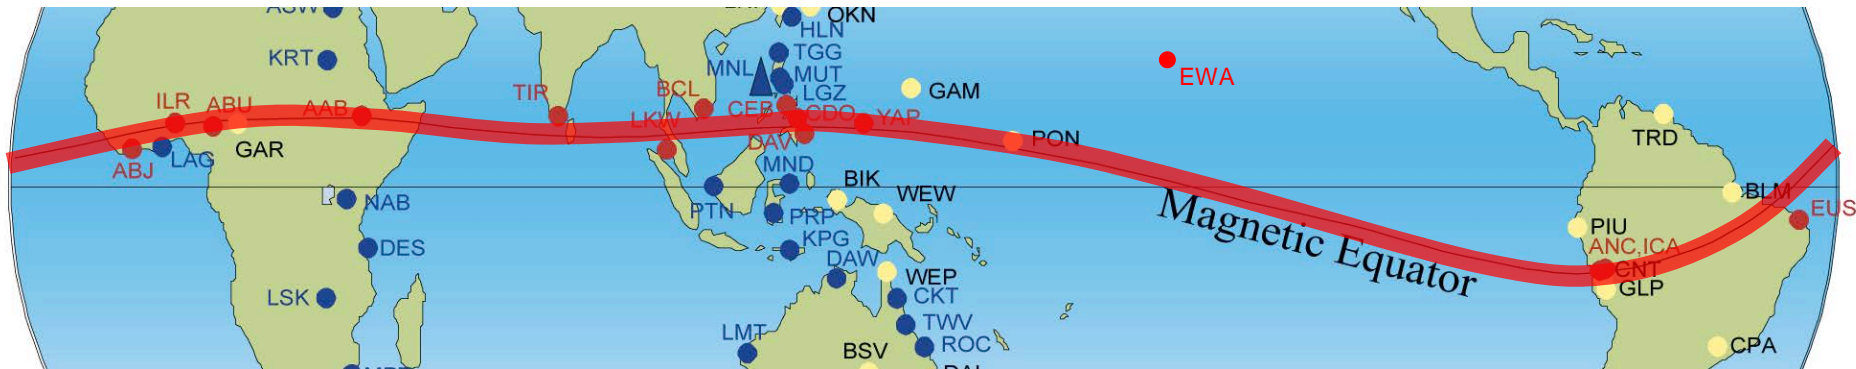 ASW
OKN
HLN
KRT
TGG
MNL
MUT
EWA
BCL
LGZ
GAM
TIR
ILR
ABU
AAB
CEB
CDO
YAP
LKW
TRD
GAR
DAV
PON
LAG
ABJ
MND
BIK
WEW
BLM
NAB
PTN
PRP
Magnetic Equator
PIU
EUS
DES
KPG
ANC,ICA
DAW
CNT
WEP
GLP
LSK
CKT
LMT
TWV
ROC
BSV
CPA